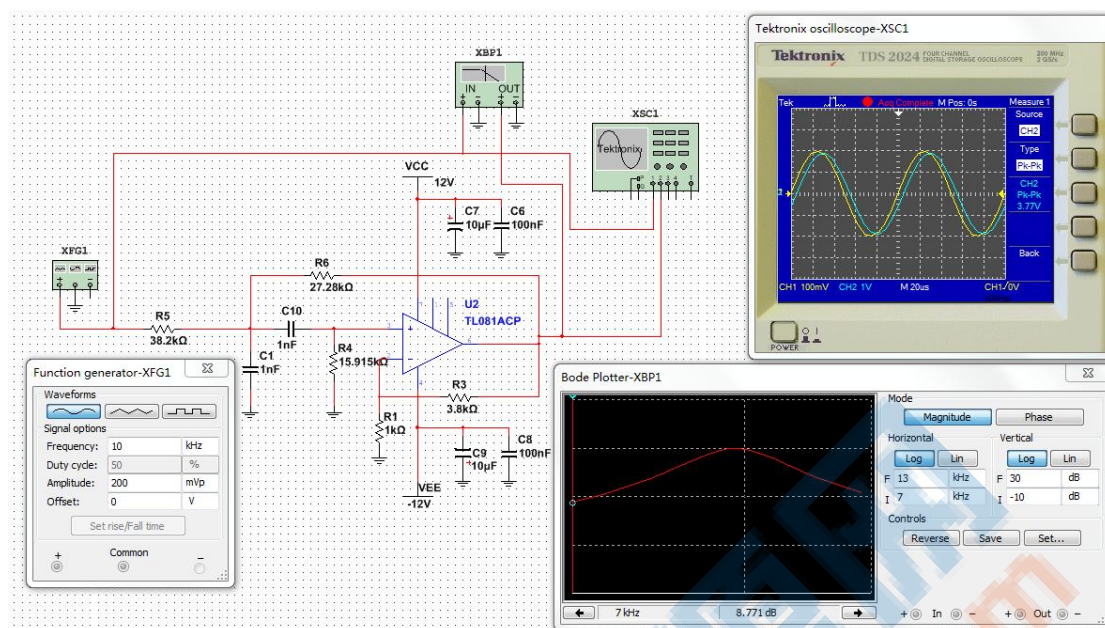 XBP1
IN OUT
XSC1
Tektronix
VCC
12V
C7
10µF
C6
100nF
XFG1
R6
27.28kΩ
U2
TL081ACP
R5
38.2kΩ
C10
1nF
C1
1nF
R4
15.915kΩ
R3
3.8kΩ
R1
1kΩ
C9
10µF
C8
100nF
VEE
-12V
Tektronix oscilloscope-XSC1
Tektronix TDS 2024 FOUR CHANNEL DIGITAL STORAGE OSCILLOSCOPE 200 MHz 2 GS/s
Tek Acq Complete M Pos: 0s Measure 1
Source
CH2
Type
Pk-Pk
CH2
Pk-Pk
3.77V
Back
CH1 100mV CH2 1V M 20us CH1 0V
POWER
Function generator-XFG1
Waveforms
Signal options
Frequency: 10 kHz
Duty cycle: 50 %
Amplitude: 200 mVp
Offset: 0 V
Set rise/Fall time
+ Common -
Bode Plotter-XBP1
Mode
Magnitude Phase
Horizontal Vertical
Log Lin Log Lin
F 13 kHz F 30 dB
I 7 kHz I -10 dB
Controls
Reverse Save Set...
7 kHz 8.771 dB
+ In - + Out -